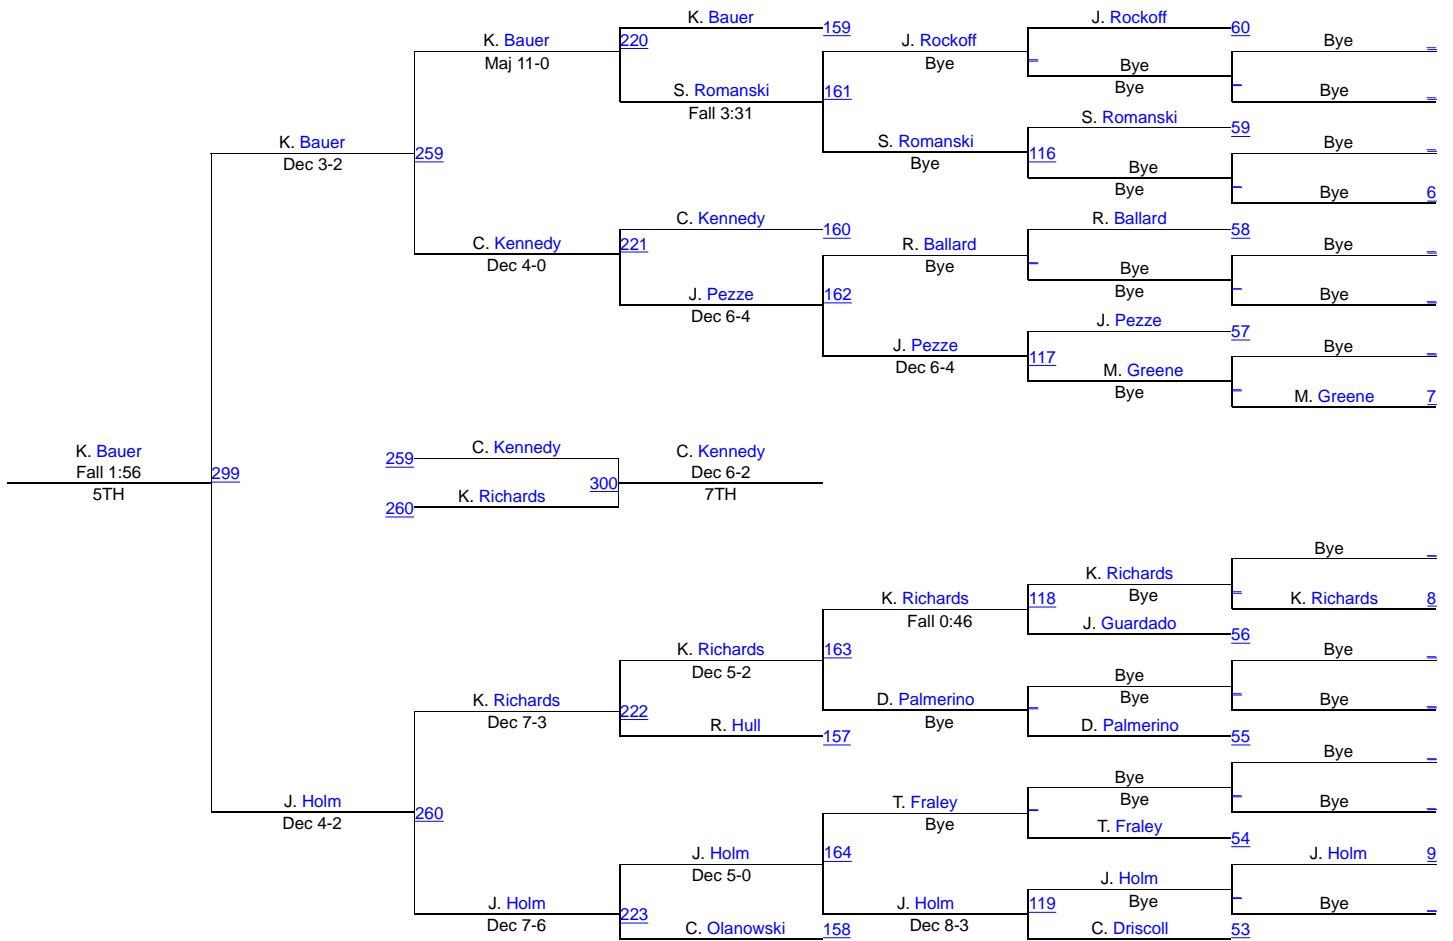 K. Bauer
J. Rockoff
220
159
60
K. Bauer
J. Rockoff
Bye
Maj 11-0
Bye
Bye
S. Romanski
161
Bye
Bye
Fall 3:31
S. Romanski
59
K. Bauer
S. Romanski
116
Bye
259
Dec 3-2
Bye
Bye
Bye
Bye
6
C. Kennedy
R. Ballard
160
58
C. Kennedy
221
R. Ballard
Bye
Dec 4-0
Bye
Bye
J. Pezze
162
Bye
Bye
Dec 6-4
J. Pezze
57
J. Pezze
117
Bye
Dec 6-4
M. Greene
Bye
M. Greene
7
K. Bauer
C. Kennedy
C. Kennedy
259
Fall 1:56
299
Dec 6-2
300
5TH
K. Richards
7TH
260
Bye
K. Richards
K. Richards
118
Bye
K. Richards
8
Fall 0:46
J. Guardado
56
K. Richards
163
Bye
Dec 5-2
Bye
K. Richards
D. Palmerino
Bye
Bye
222
Dec 7-3
Bye
R. Hull
157
D. Palmerino
55
Bye
Bye
J. Holm
T. Fraley
Bye
Bye
260
Dec 4-2
Bye
T. Fraley
54
J. Holm
164
J. Holm
9
Dec 5-0
J. Holm
J. Holm
J. Holm
119
Bye
Bye
223
Dec 7-6
C. Olanowski
158
Dec 8-3
C. Driscoll
53